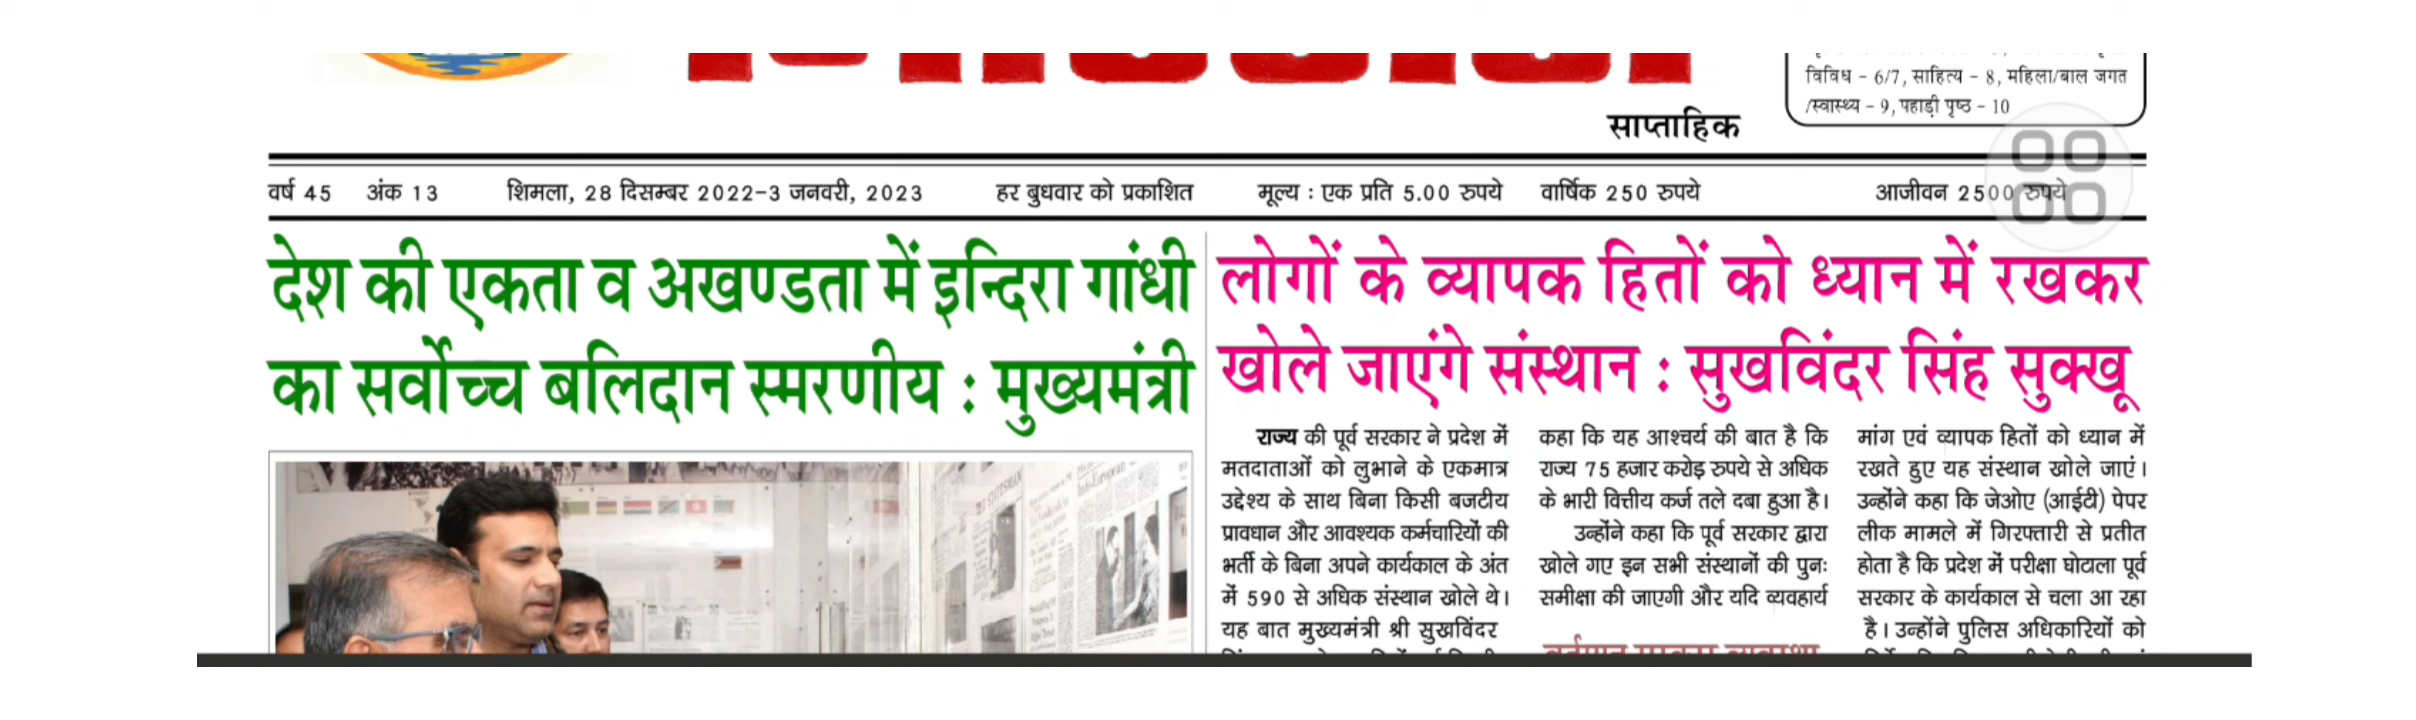 विविध - 6/7, साहित्य - 8, महिला/बाल जगत
/स्वास्थ्य - 9, पहाड़ी पृष्ठ - 10
साप्ताहिक
वर्ष 45 अंक 13 शिमला, 28 दिसम्बर 2022-3 जनवरी, 2023 हर बुधवार को प्रकाशित मूल्य : एक प्रति 5.00 रुपये वार्षिक 250 रुपये आजीवन 2500 रुपये
देश की एकता व अखण्डता में इन्दिरा गांधी
का सर्वोच्च बलिदान स्मरणीय : मुख्यमंत्री
लोगों के व्यापक हितों को ध्यान में रखकर
खोले जाएंगे संस्थान : सुखविंदर सिंह सुक्खू
राज्य की पूर्व सरकार ने प्रदेश में
मतदाताओं को लुभाने के एकमात्र
उद्देश्य के साथ बिना किसी बजटीय
प्रावधान और आवश्यक कर्मचारियों की
भर्ती के बिना अपने कार्यकाल के अंत
में 590 से अधिक संस्थान खोले थे।
यह बात मुख्यमंत्री श्री सुखविंदर
कहा कि यह आश्चर्य की बात है कि
राज्य 75 हजार करोड़ रुपये से अधिक
के भारी वित्तीय कर्ज तले दबा हुआ है।
उन्होंने कहा कि पूर्व सरकार द्वारा
खोले गए इन सभी संस्थानों की पुनः
समीक्षा की जाएगी और यदि व्यवहार्य
मांग एवं व्यापक हितों को ध्यान में
रखते हुए यह संस्थान खोले जाएं।
उन्होंने कहा कि जेओए (आईटी) पेपर
लीक मामले में गिरफ्तारी से प्रतीत
होता है कि प्रदेश में परीक्षा घोटाला पूर्व
सरकार के कार्यकाल से चला आ रहा
है। उन्होंने पुलिस अधिकारियों को